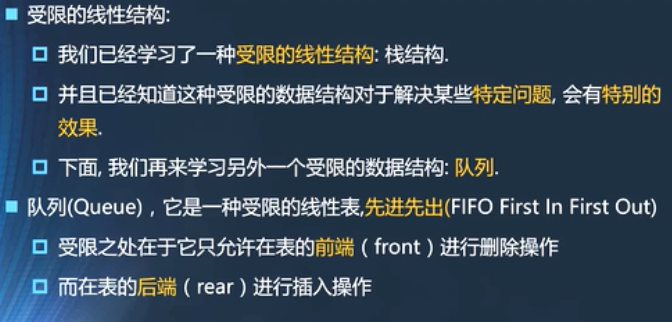 受限的线性结构:
我们已经学习了一种受限的线性结构: 栈结构.
并且已经知道这种受限的数据结构对于解决某些特定问题, 会有特别的
效果.
下面, 我们再来学习另外一个受限的数据结构: 队列.
队列(Queue)，它是一种受限的线性表,先进先出(FIFO First In First Out)
受限之处在于它只允许在表的前端（front）进行删除操作
而在表的后端（rear）进行插入操作